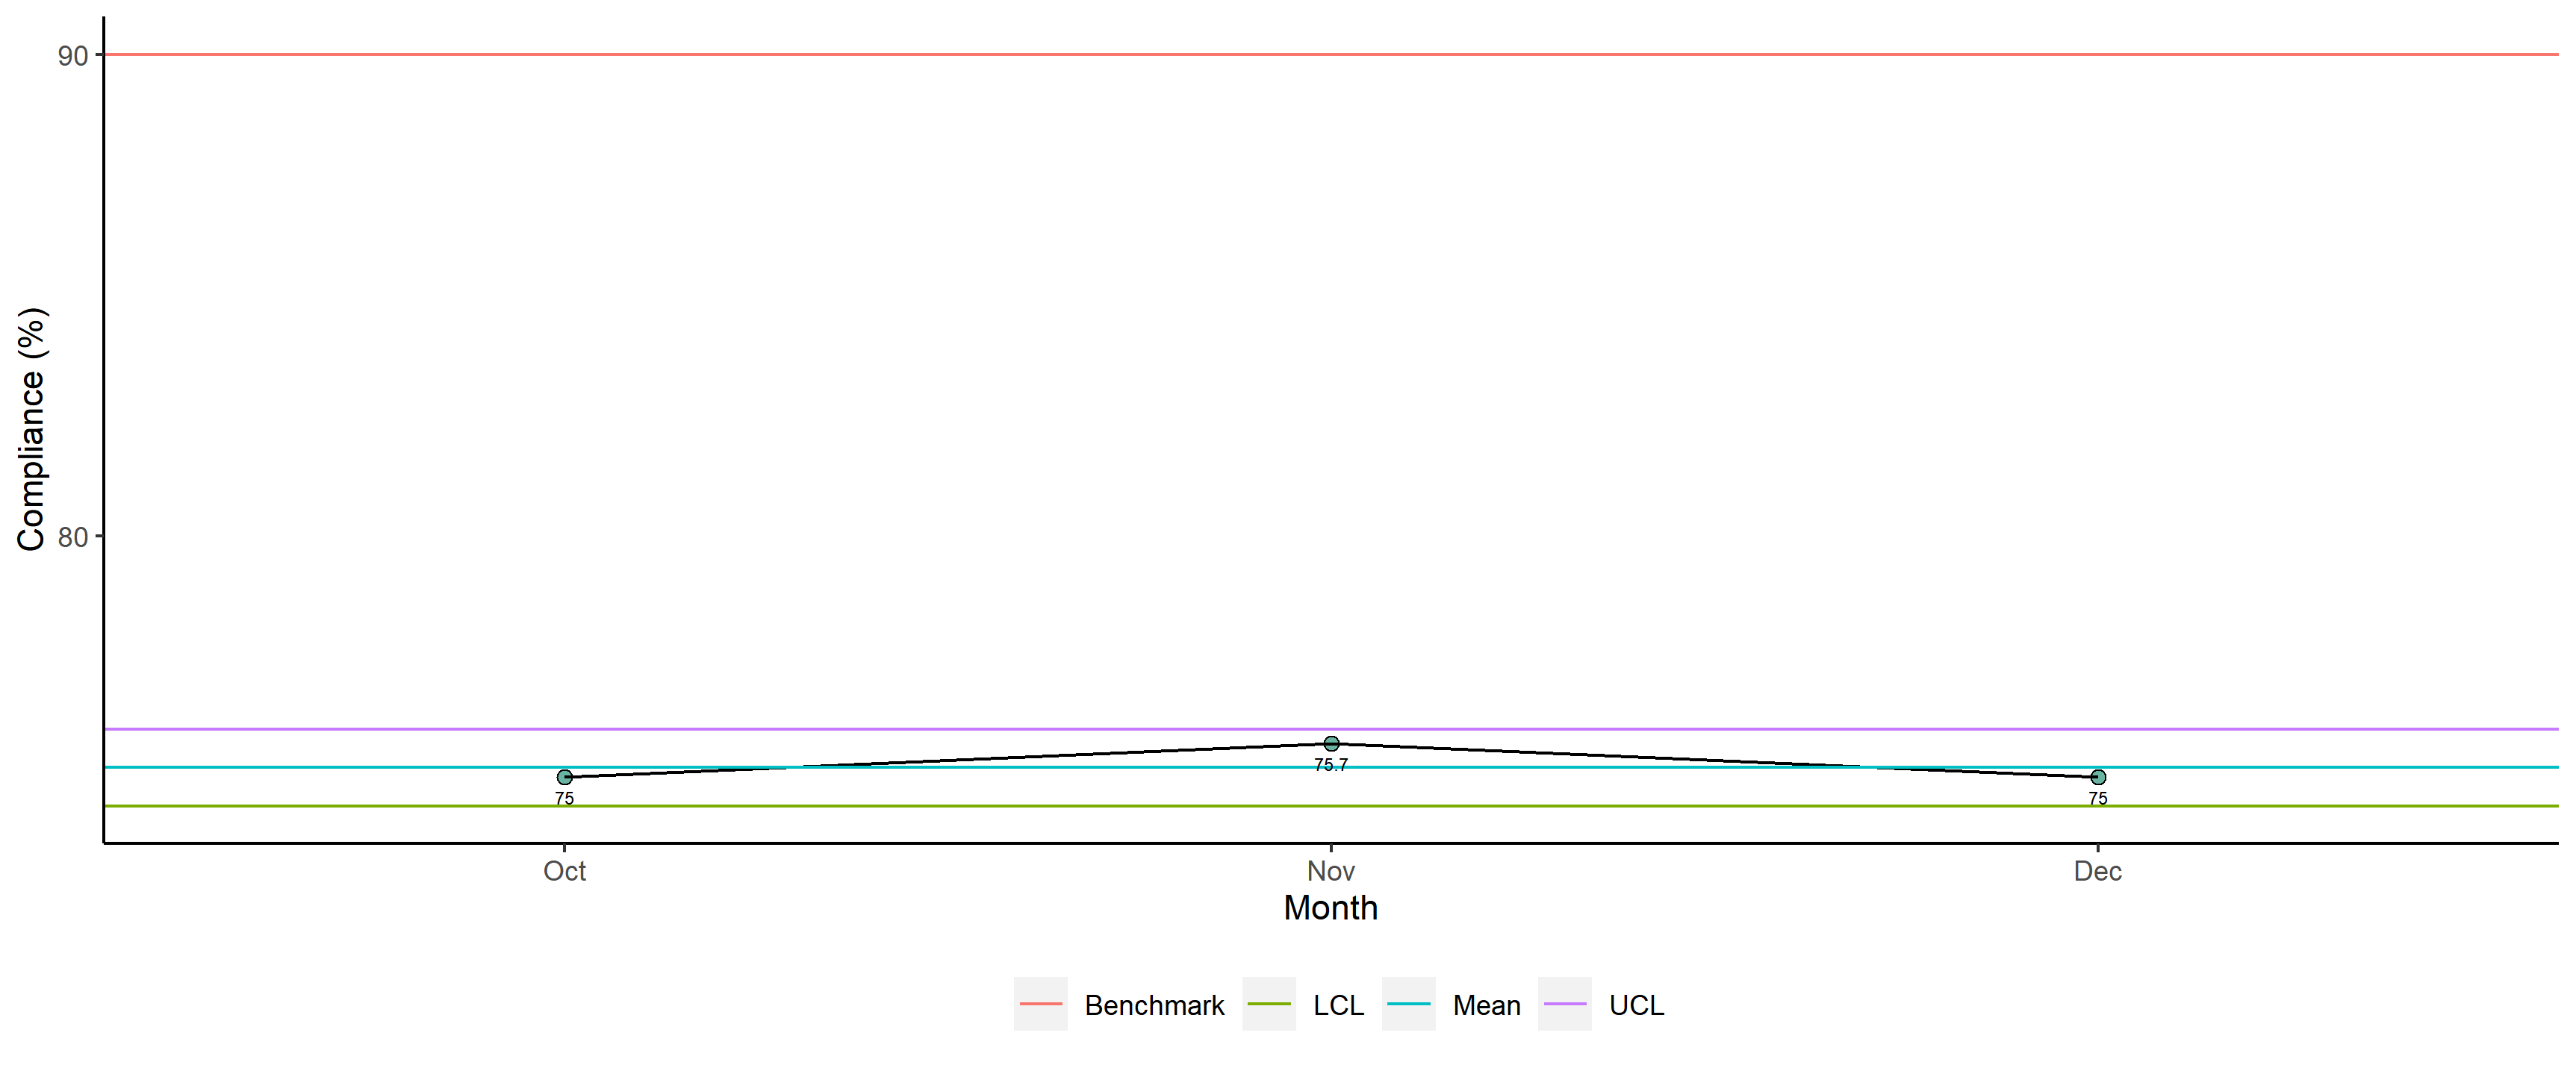 90
80
Compliance (%)
75
75.7
75
Oct
Nov
Dec
Month
Benchmark
LCL
Mean
UCL